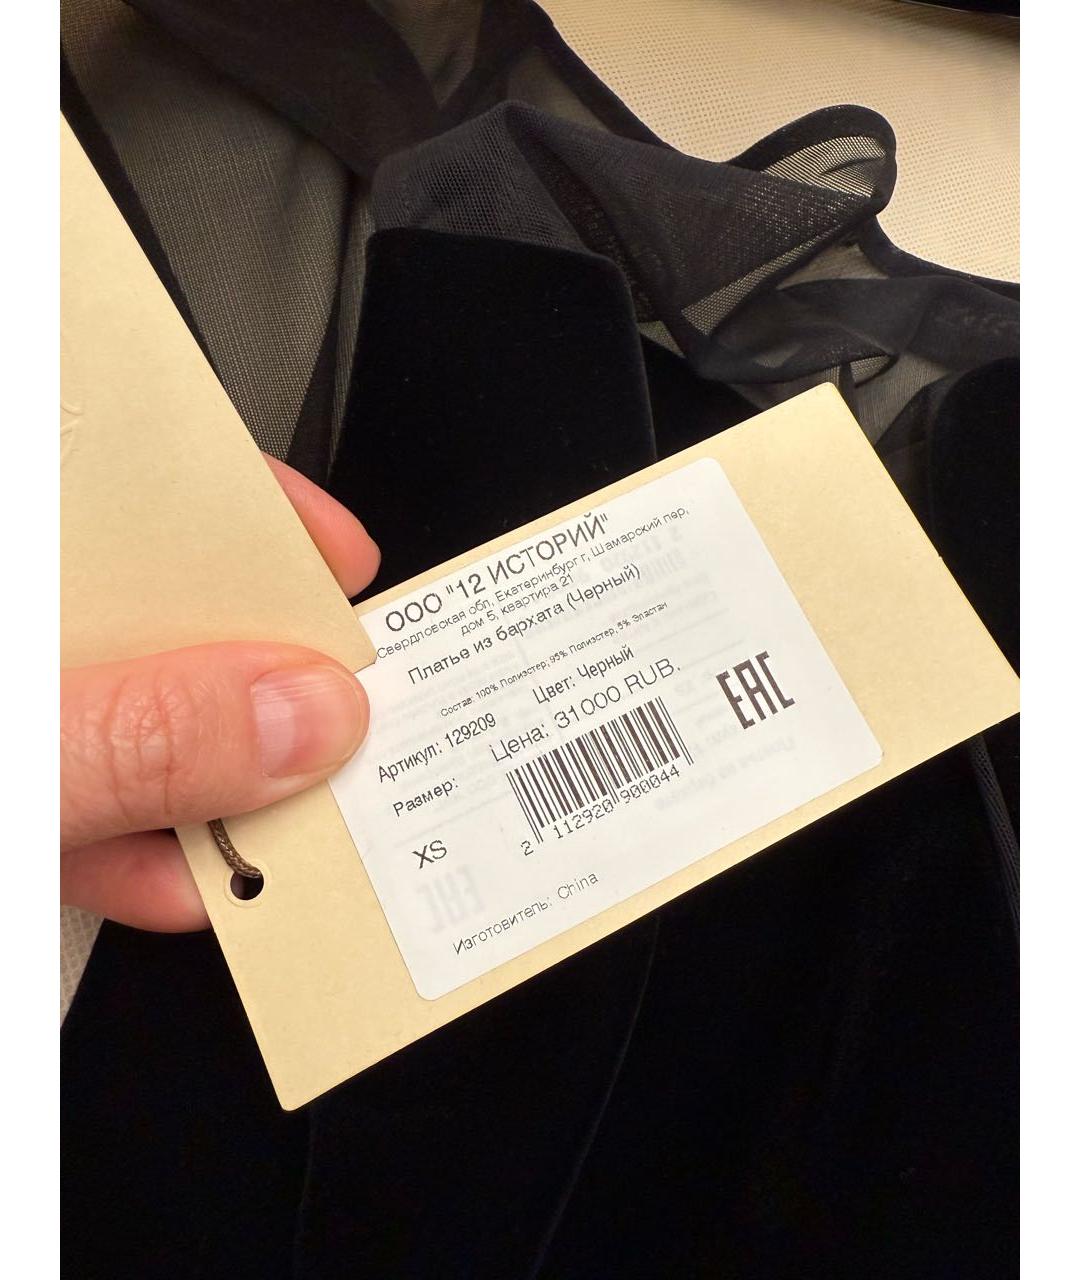 ООО "12 ИСТОРИЙ"
Свердловская обл, Екатеринбург г, Шамарский пер,
дом 5, квартира 21
Платье из бархата (Черный)
Состав: 100% Полиэстер; 95% Полиэстер; 5% Эластан
Артикул: 129209 Цвет: Черный
Размер: Цена: 31000 RUB.
EAC
XS
2 112920 900044
Изготовитель: China